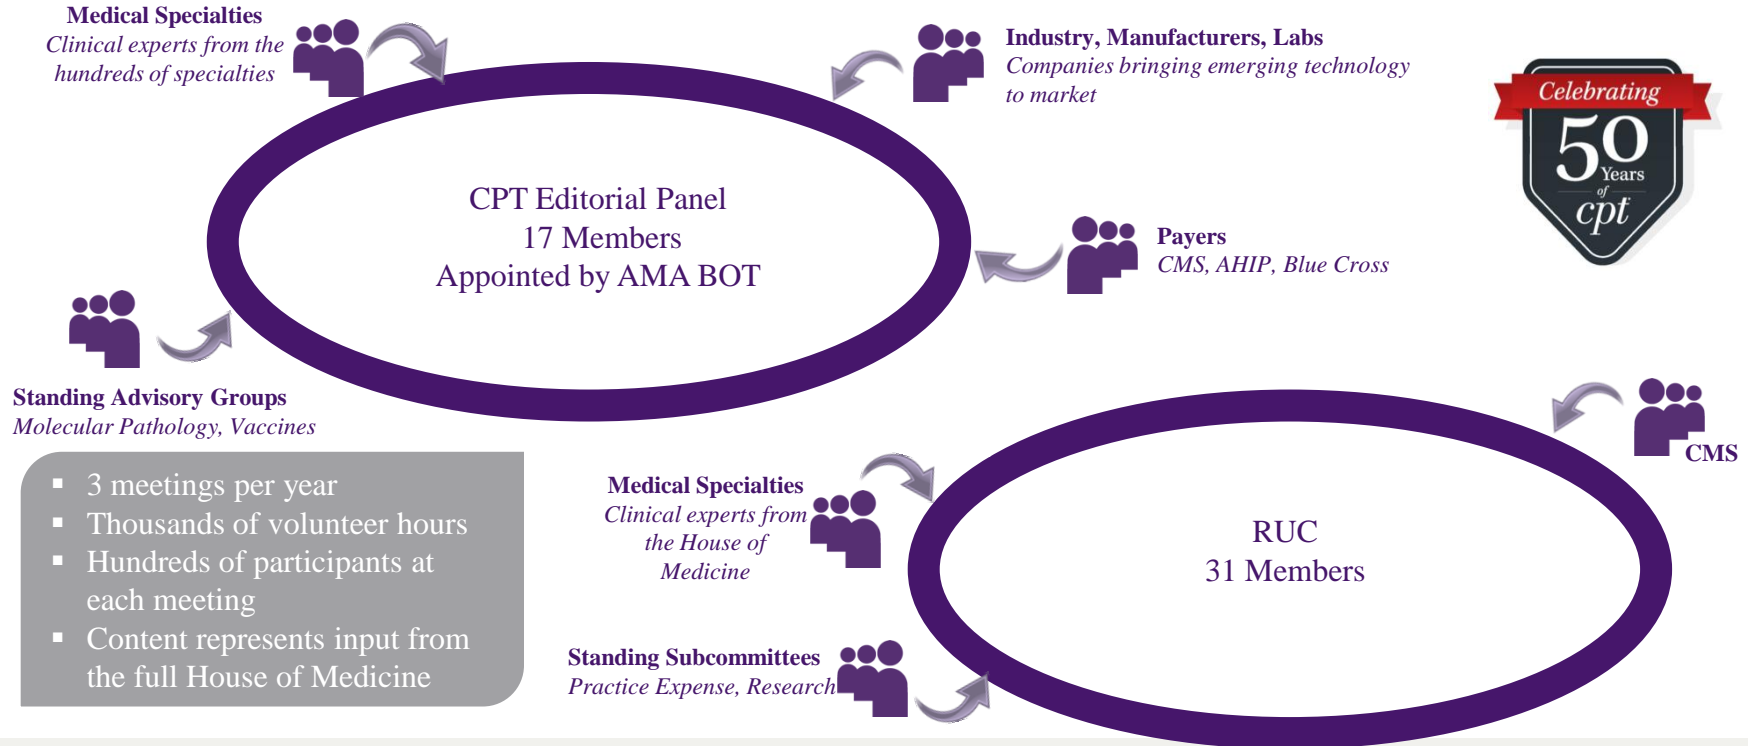 Medical Specialties
Clinical experts from the
hundreds of specialties
Industry, Manufacturers, Labs
Companies bringing emerging technology
to market
Celebrating
50
Years
of
cpt
CPT Editorial Panel
17 Members
Appointed by AMA BOT
Payers
CMS, AHIP, Blue Cross
Standing Advisory Groups
Molecular Pathology, Vaccines
▪ 3 meetings per year
▪ Thousands of volunteer hours
▪ Hundreds of participants at
each meeting
▪ Content represents input from
the full House of Medicine
CMS
Medical Specialties
Clinical experts from
the House of
Medicine
RUC
31 Members
Standing Subcommittees
Practice Expense, Research